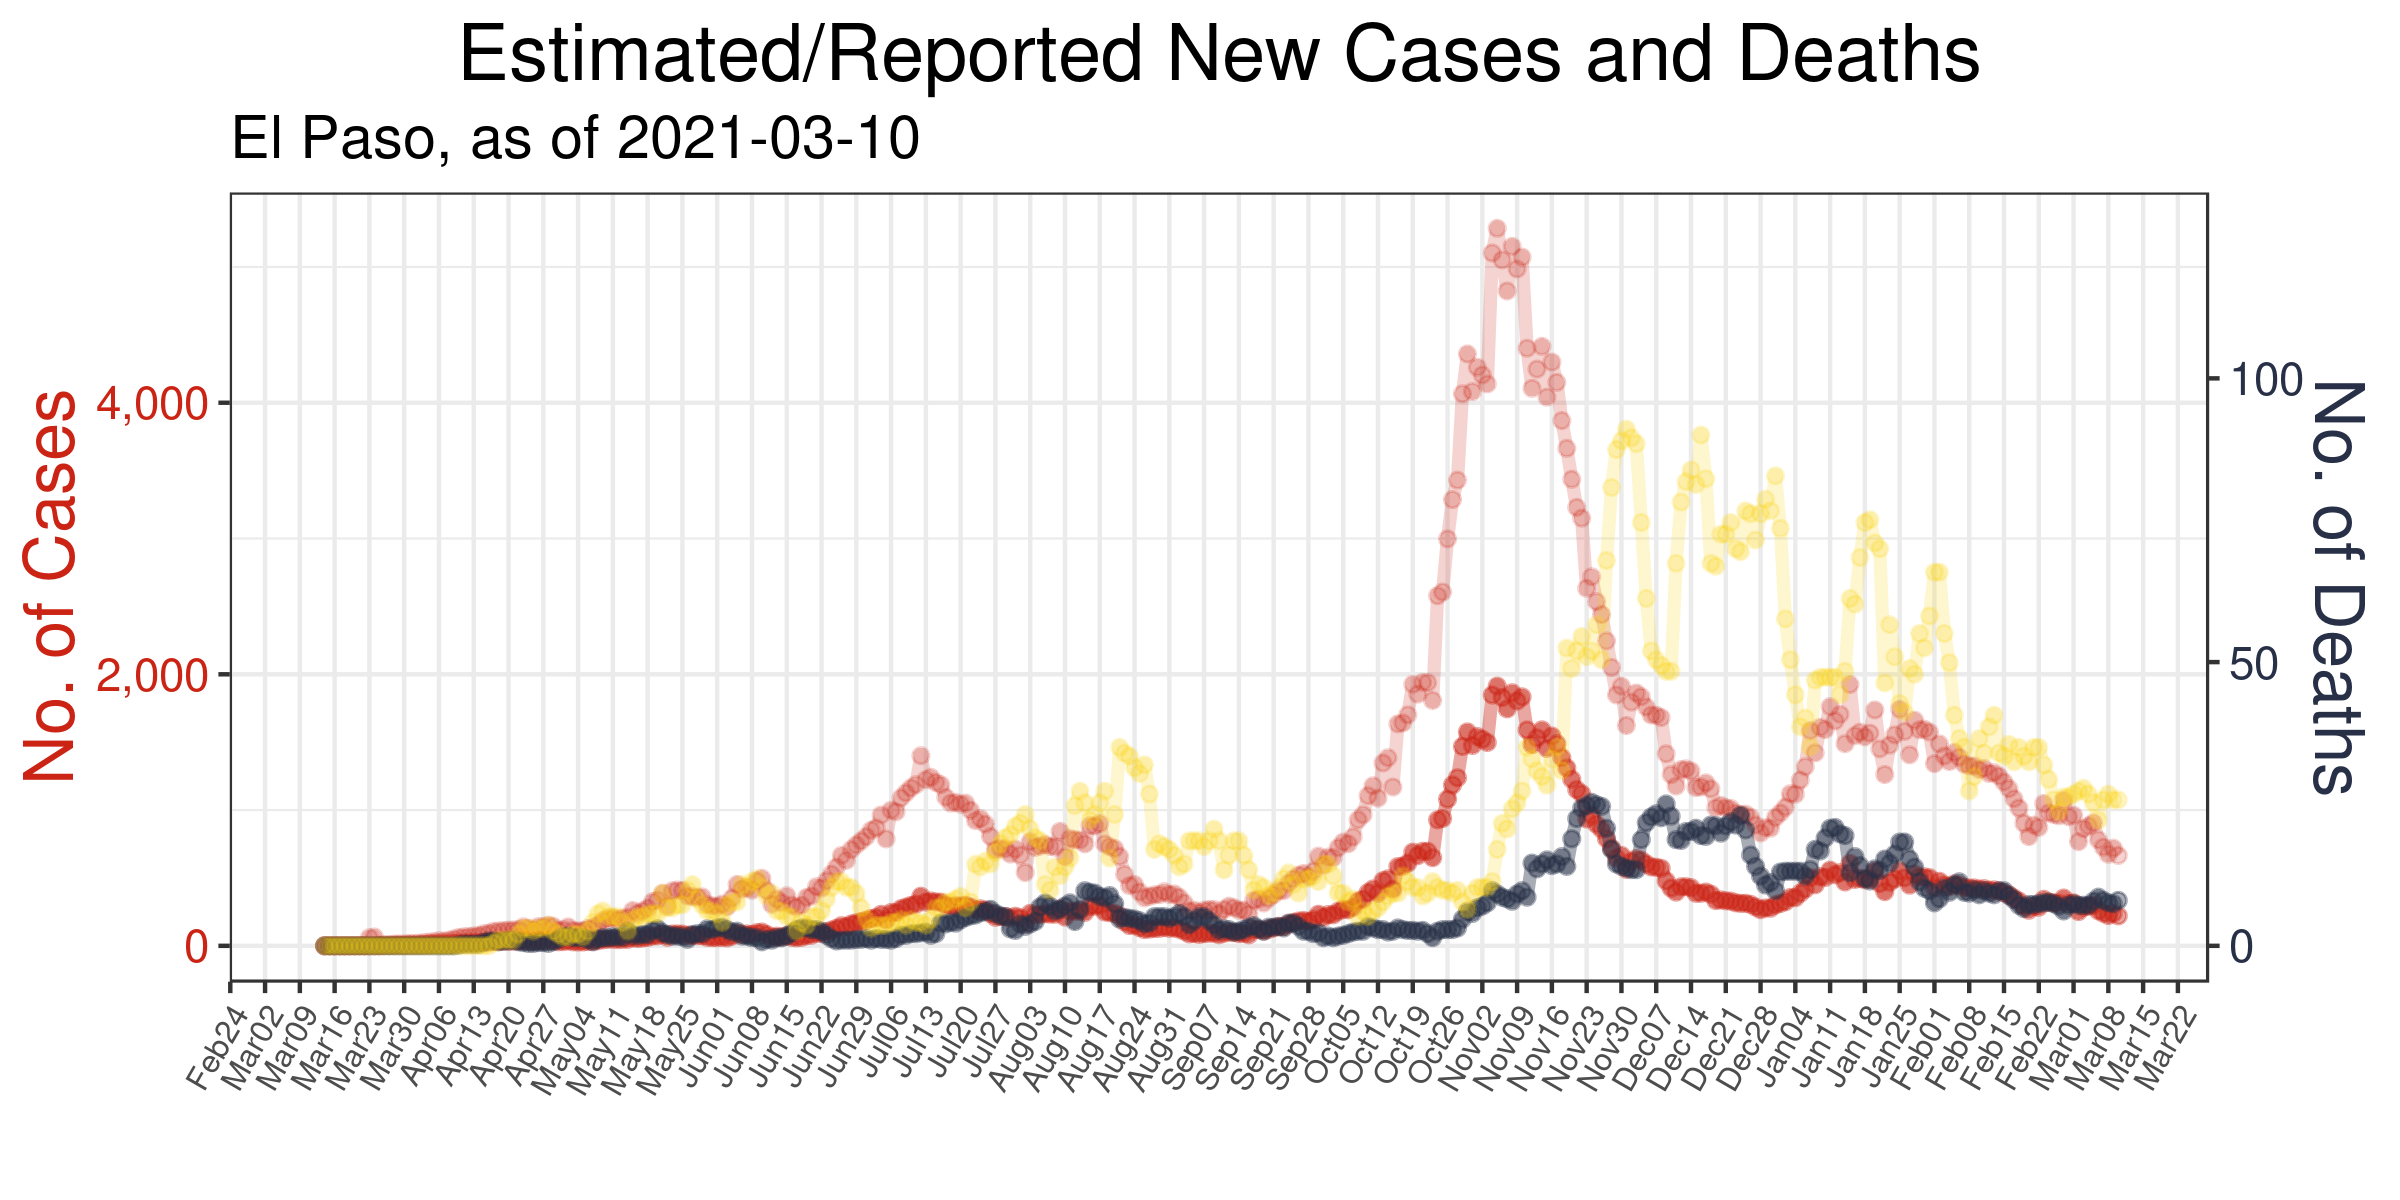 Estimated/Reported New Cases and Deaths
El Paso, as of 2021-03-10
No. of Cases
4,000
2,000
0
100
50
0
No. of Deaths
Feb24
Mar02
Mar09
Mar16
Mar23
Mar30
Apr06
Apr13
Apr20
Apr27
May04
May11
May18
May25
Jun01
Jun08
Jun15
Jun22
Jun29
Jul06
Jul13
Jul20
Jul27
Aug03
Aug10
Aug17
Aug24
Aug31
Sep07
Sep14
Sep21
Sep28
Oct05
Oct12
Oct19
Oct26
Nov02
Nov09
Nov16
Nov23
Nov30
Dec07
Dec14
Dec21
Dec28
Jan04
Jan11
Jan18
Jan25
Feb01
Feb08
Feb15
Feb22
Mar01
Mar08
Mar15
Mar22